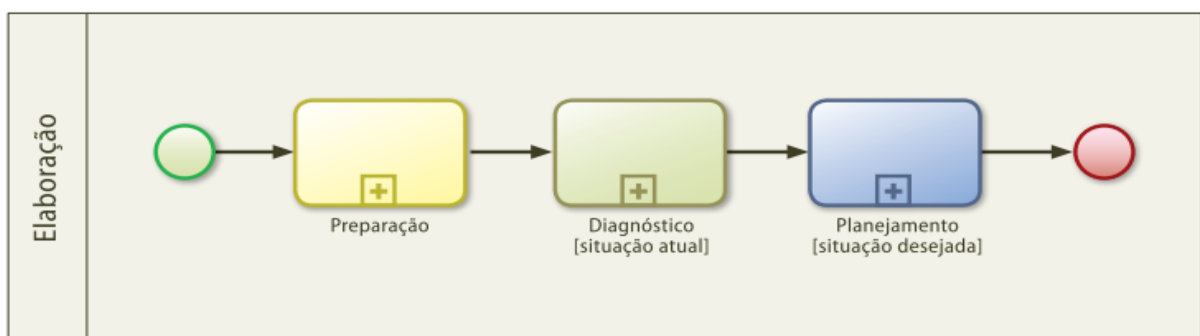 Elaboração
Preparação
Diagnóstico
[situação atual]
Planejamento
[situação desejada]